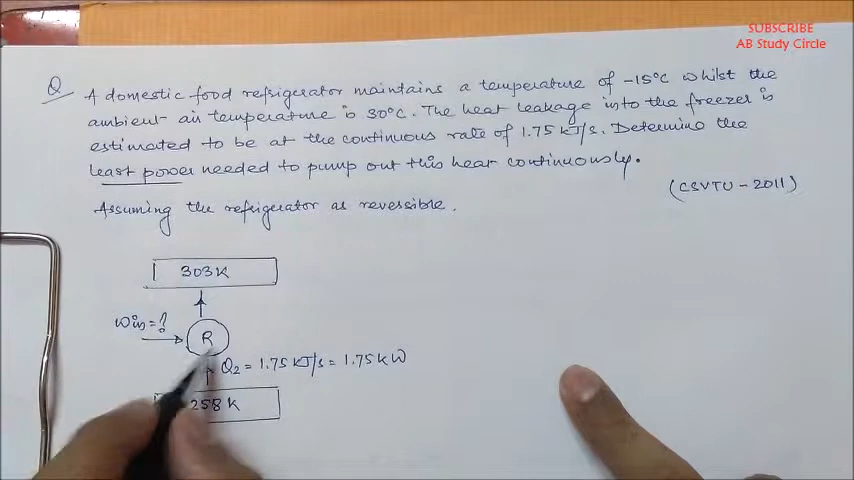 SUBSCRIBE
AB Study Circle
Q A domestic food refrigerator maintains a temperature of -15°C whilst the
ambient air temperature is 30°C. The heat leakage into the freezer is
estimated to be at the continuous rate of 1.75 kJ/s. Determine the
least power needed to pump out this heat continuously.
(CSVTU-2011)
Assuming the refrigerator as reversible.
303K
Win=?
R
Q2 = 1.75 kJ/s = 1.75 kW
258 K